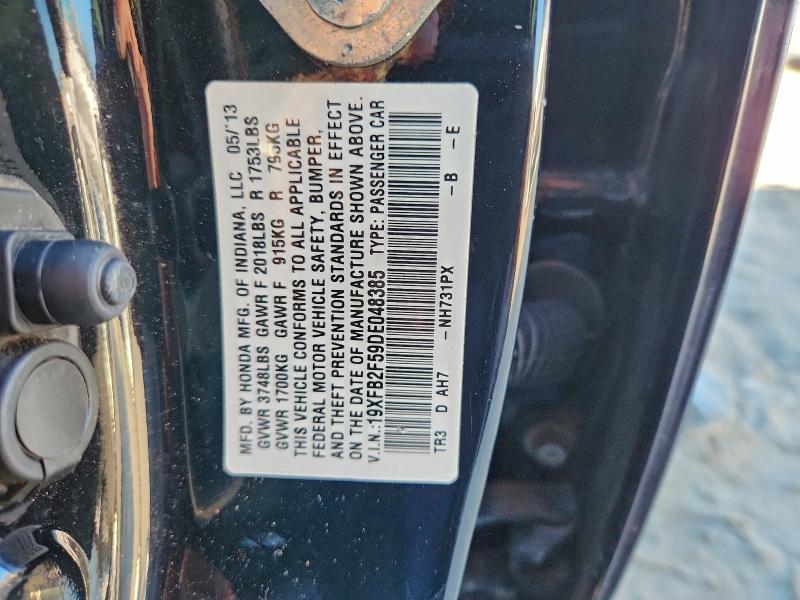 MFD. BY HONDA MFG. OF INDIANA, LLC 05/'13
GVWR 3748LBS GAWR F 2018LBS R 1753LBS
GVWR 1700KG GAWR F 915KG R 795KG
THIS VEHICLE CONFORMS TO ALL APPLICABLE
FEDERAL MOTOR VEHICLE SAFETY, BUMPER,
AND THEFT PREVENTION STANDARDS IN EFFECT
ON THE DATE OF MANUFACTURE SHOWN ABOVE.
V.I.N.:19XFB2F59DE048385 TYPE: PASSENGER CAR
TR3 D AH7 -NH731PX -B -E